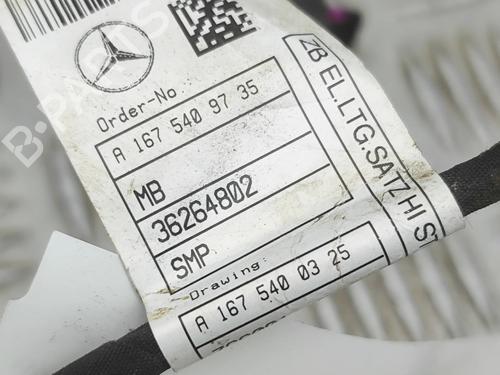 Order-No
A 167 540 97 35
MB
36264802
SMP
Drawing:
A 167 540 03 25
ZB EL.LTG.SATZ HI ST
B-PARTS